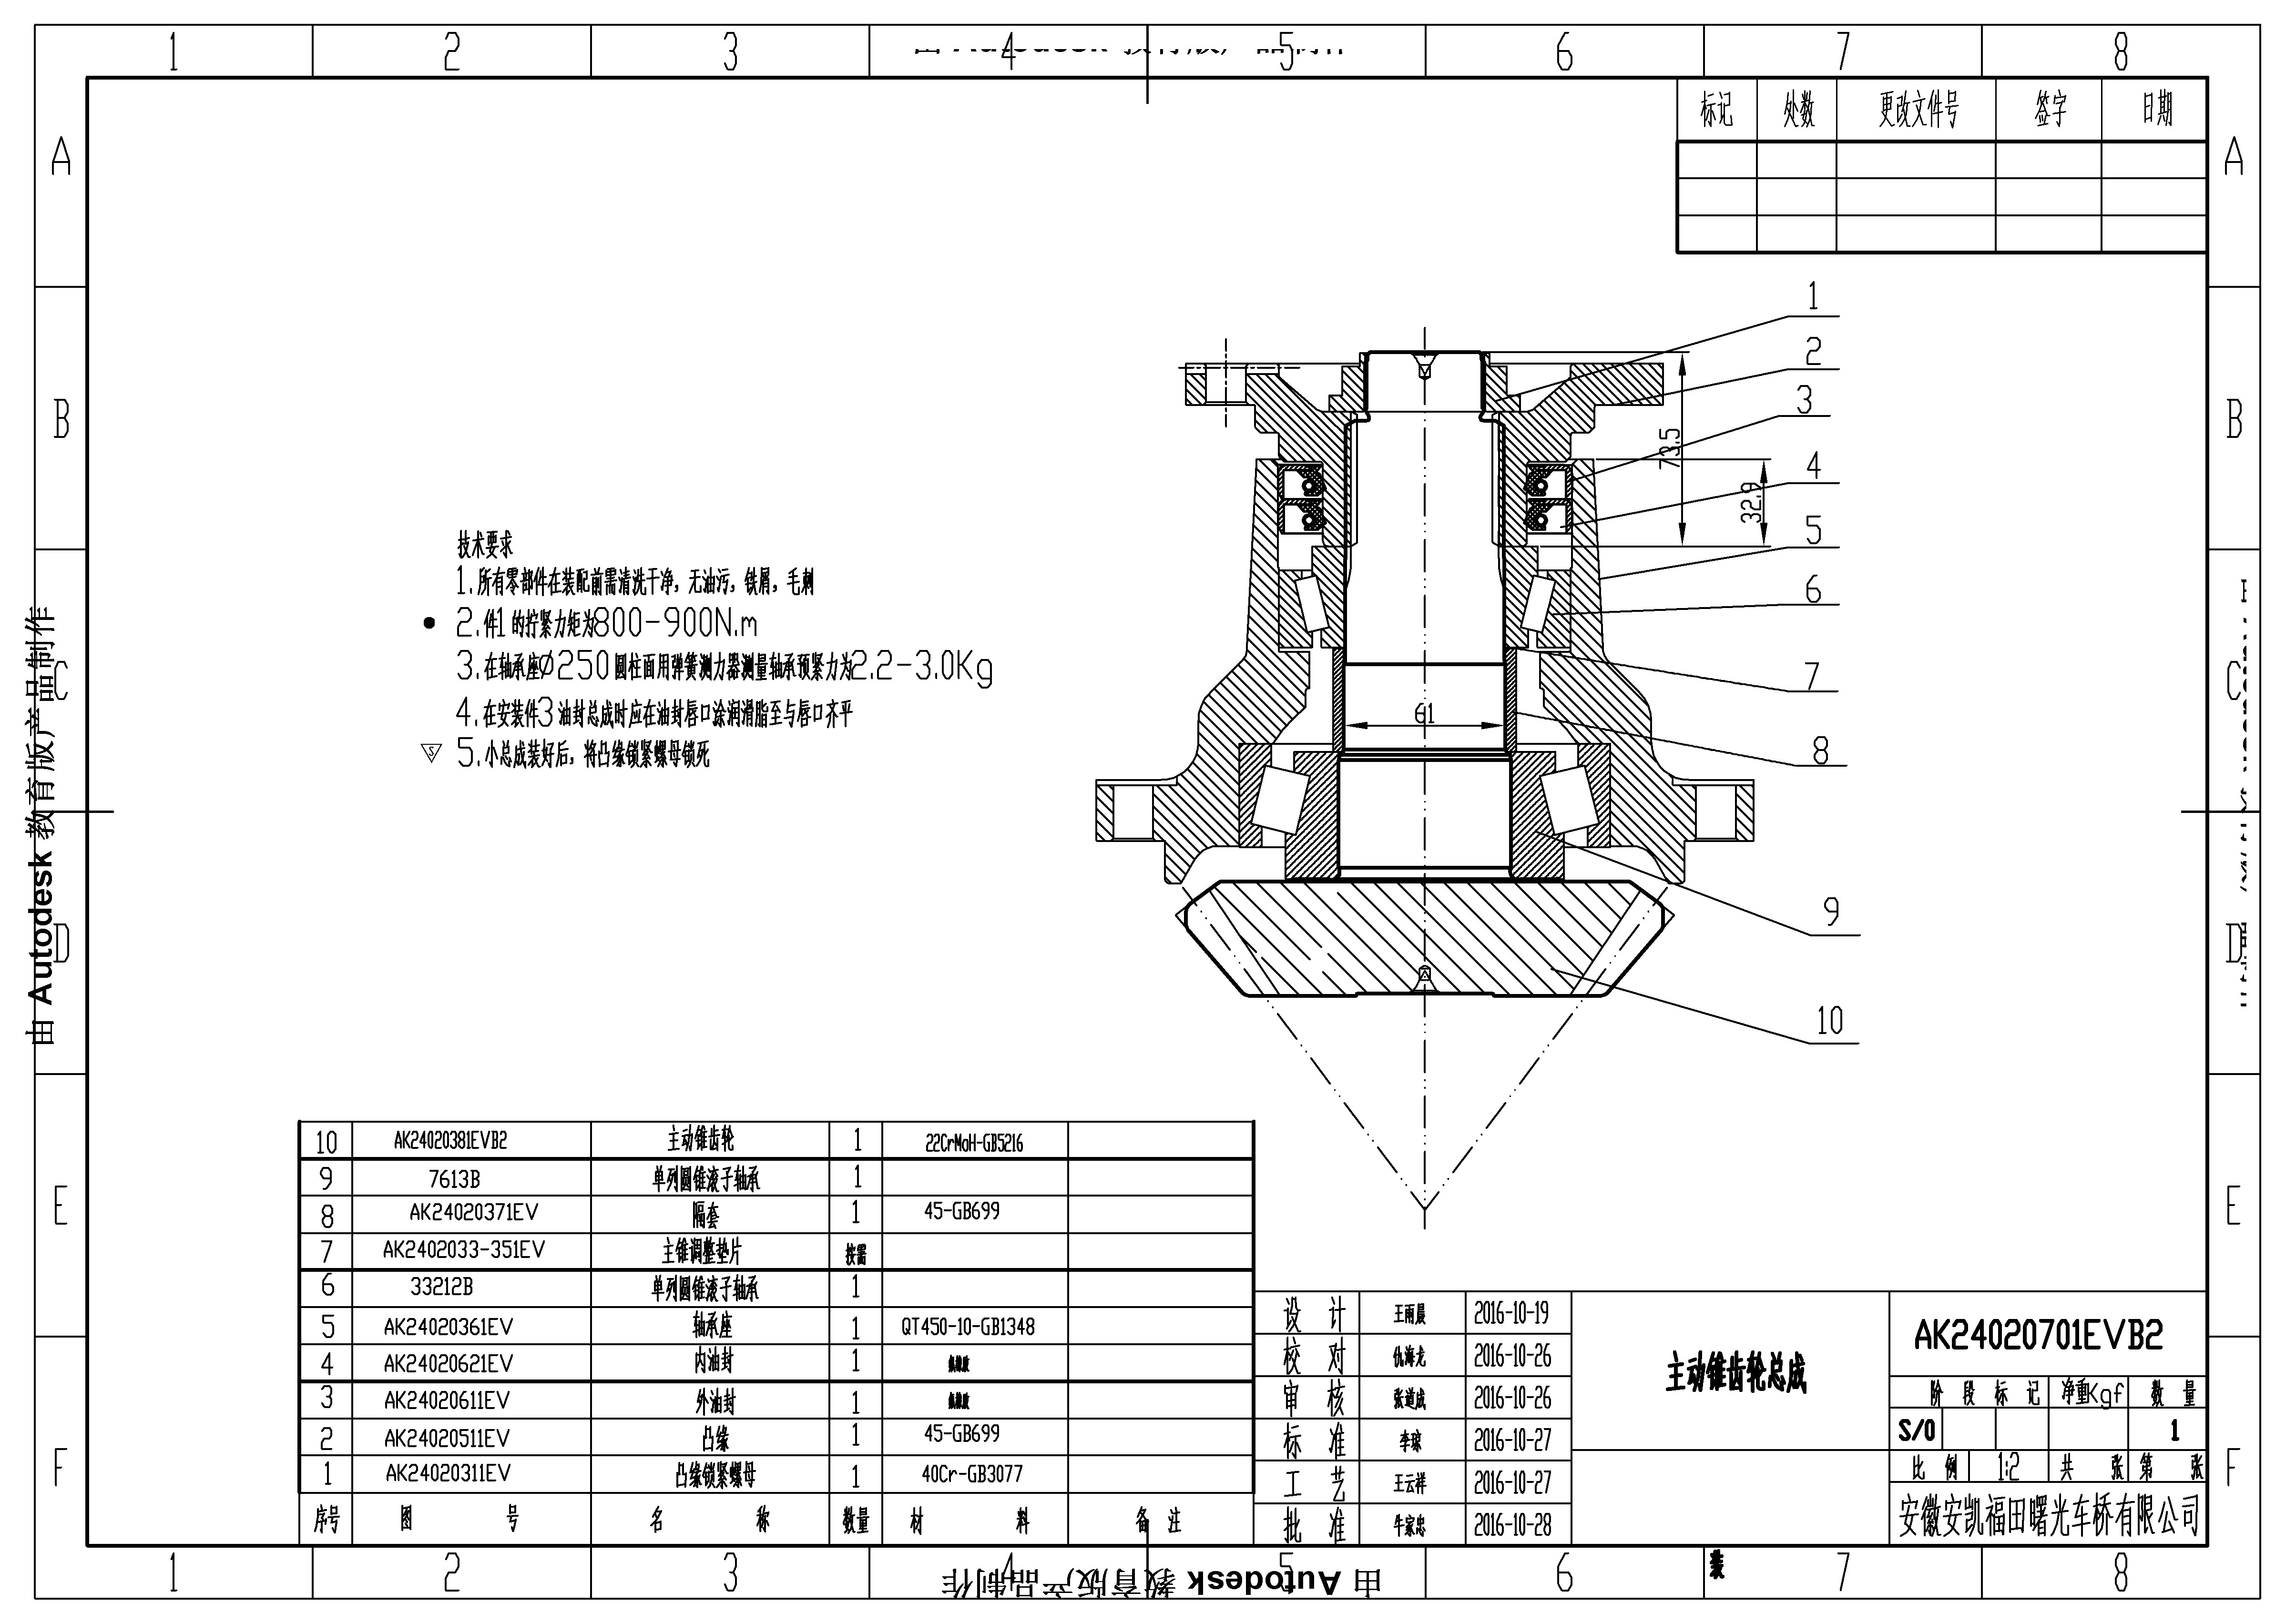 1 2 3 4 5 6 7 8
标记 处数 更改文件号 签字 日期
A A
B B
C C
D D
E E
F F
由 Autodesk 教育版产品制作
1
2
3
4
5
6
7
8
9
10
73.5
32.9
61
技术要求
1.所有零部件在装配前需清洗干净，无油污，铁屑，毛刺
2.件1的拧紧力矩为800-900N.m
3.在轴承座Ø250圆柱面用弹簧测力器测量轴承预紧力为2.2-3.0Kg
4.在安装件3油封总成时应在油封唇口涂润滑脂至与唇口齐平
S 5.小总成装好后，将凸缘锁紧螺母锁死
10 AK24020381EVB2 主动锥齿轮 1 22CrMoH-GB5216
9 7613B 单列圆锥滚子轴承 1
8 AK24020371EV 隔套 1 45-GB699
7 AK2402033-351EV 主锥调整垫片 按需
6 33212B 单列圆锥滚子轴承 1
5 AK24020361EV 轴承座 1 QT450-10-GB1348
4 AK24020621EV 内油封 1
3 AK24020611EV 外油封 1
2 AK24020511EV 凸缘 1 45-GB699
1 AK24020311EV 凸缘锁紧螺母 1 40Cr-GB3077
序号 图号 名称 数量 材料 备注
设计 王雨晨 2016-10-19
校对 仇海龙 2016-10-26
审核 张道成 2016-10-26
标准 李琼 2016-10-27
工艺 王云祥 2016-10-27
批准 牛家忠 2016-10-28
主动锥齿轮总成
AK24020701EVB2
阶段标记 净重Kgf 数量
S/0 1
比例 1:2 共 张 第 张
安徽安凯福田曙光车桥有限公司
1 2 3 4 5 6 7 8
由 Autodesk 教育版产品制作